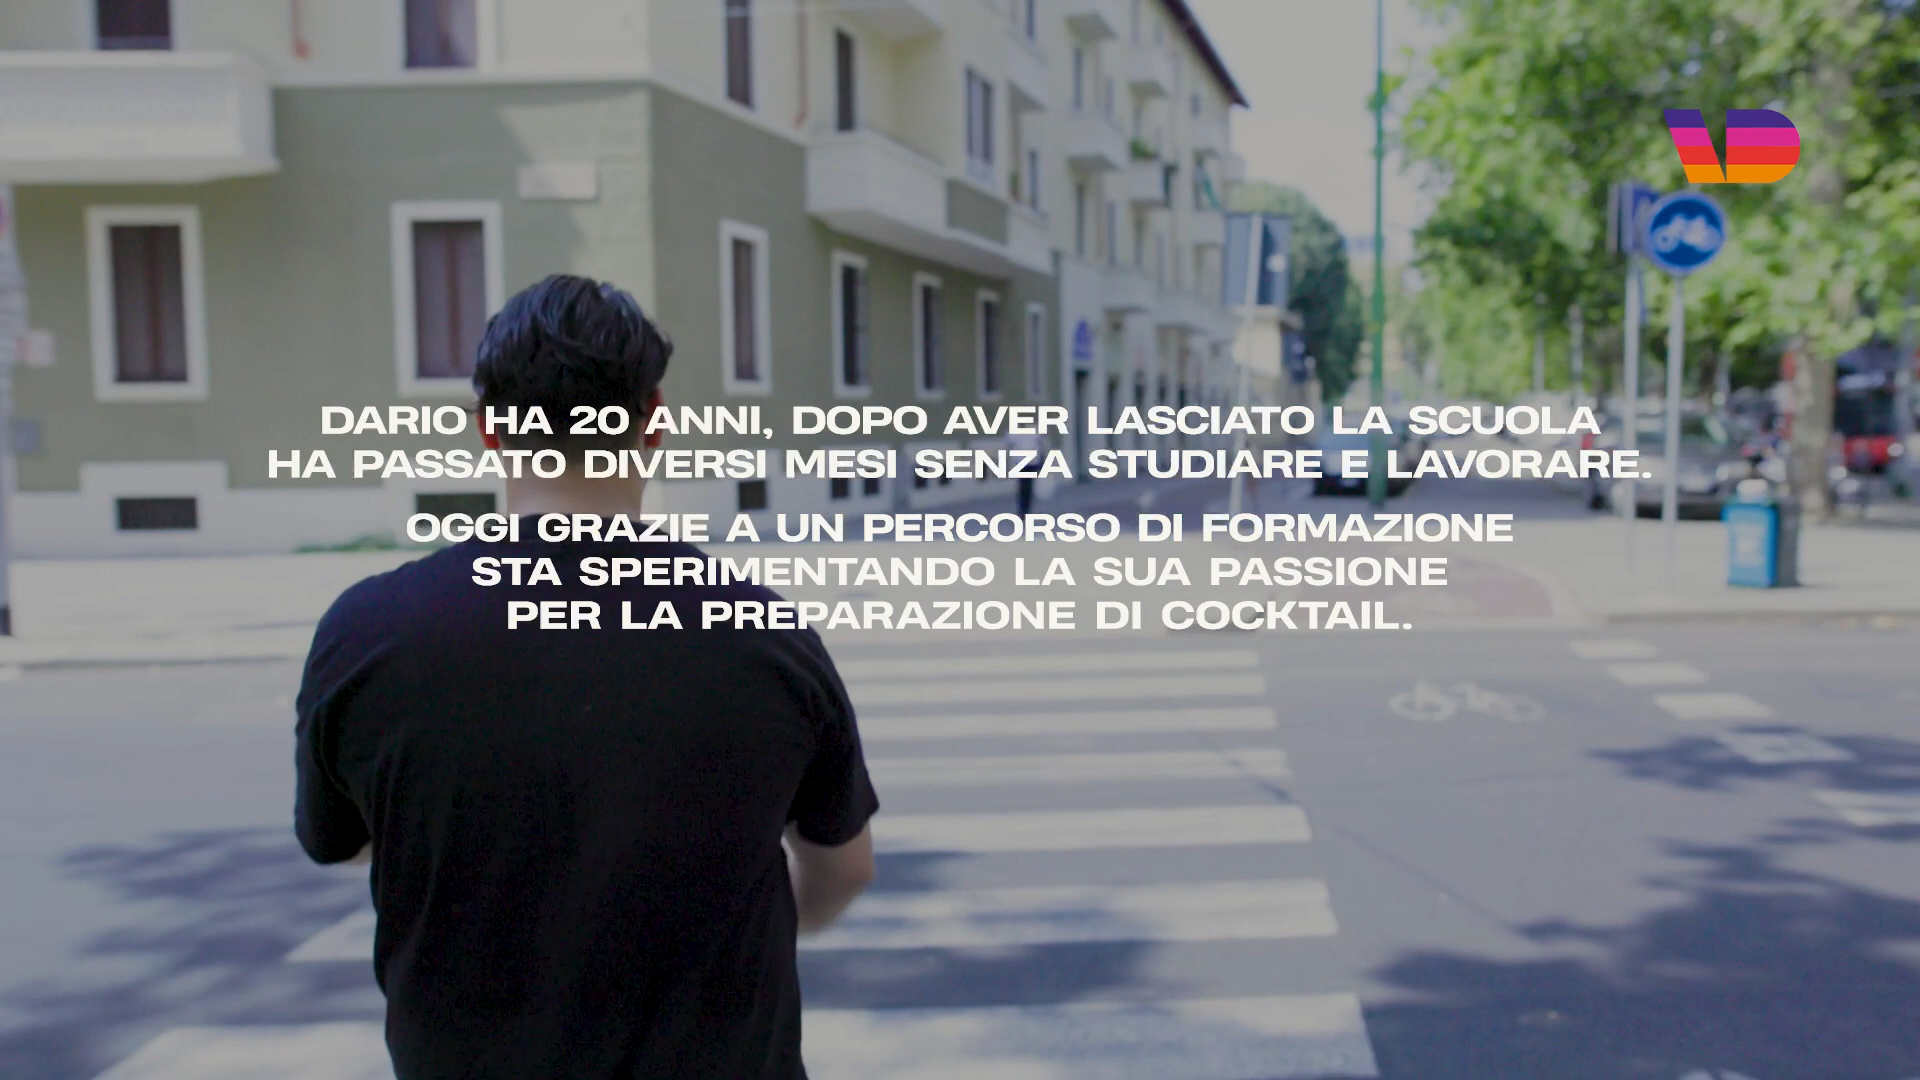 VD
DARIO HA 20 ANNI, DOPO AVER LASCIATO LA SCUOLA
HA PASSATO DIVERSI MESI SENZA STUDIARE E LAVORARE.
OGGI GRAZIE A UN PERCORSO DI FORMAZIONE
STA SPERIMENTANDO LA SUA PASSIONE
PER LA PREPARAZIONE DI COCKTAIL.